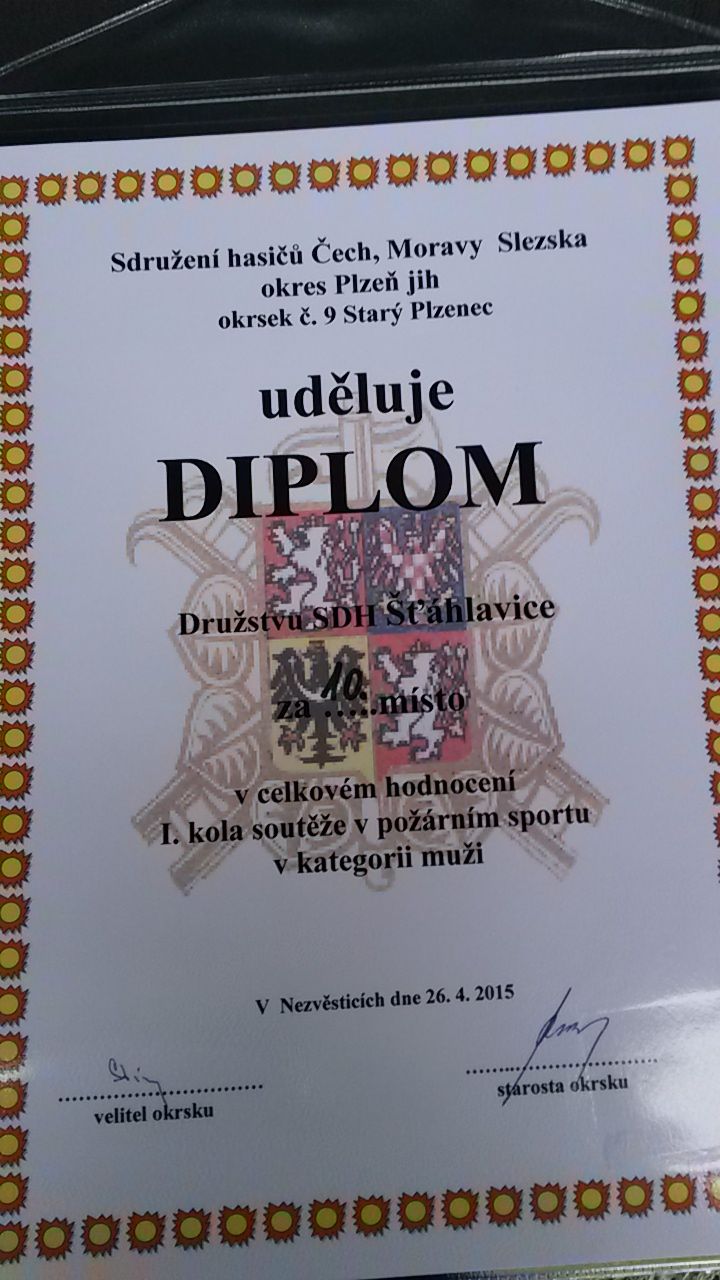 Sdružení hasičů Čech, Moravy Slezska
okres Plzeň jih
okrsek č. 9 Starý Plzenec
uděluje
DIPLOM
Družstvu SDH Šťáhlavice
za 10. místo
v celkovém hodnocení
I. kola soutěže v požárním sportu
v kategorii muži
V Nezvěsticích dne 26. 4. 2015
velitel okrsku
starosta okrsku